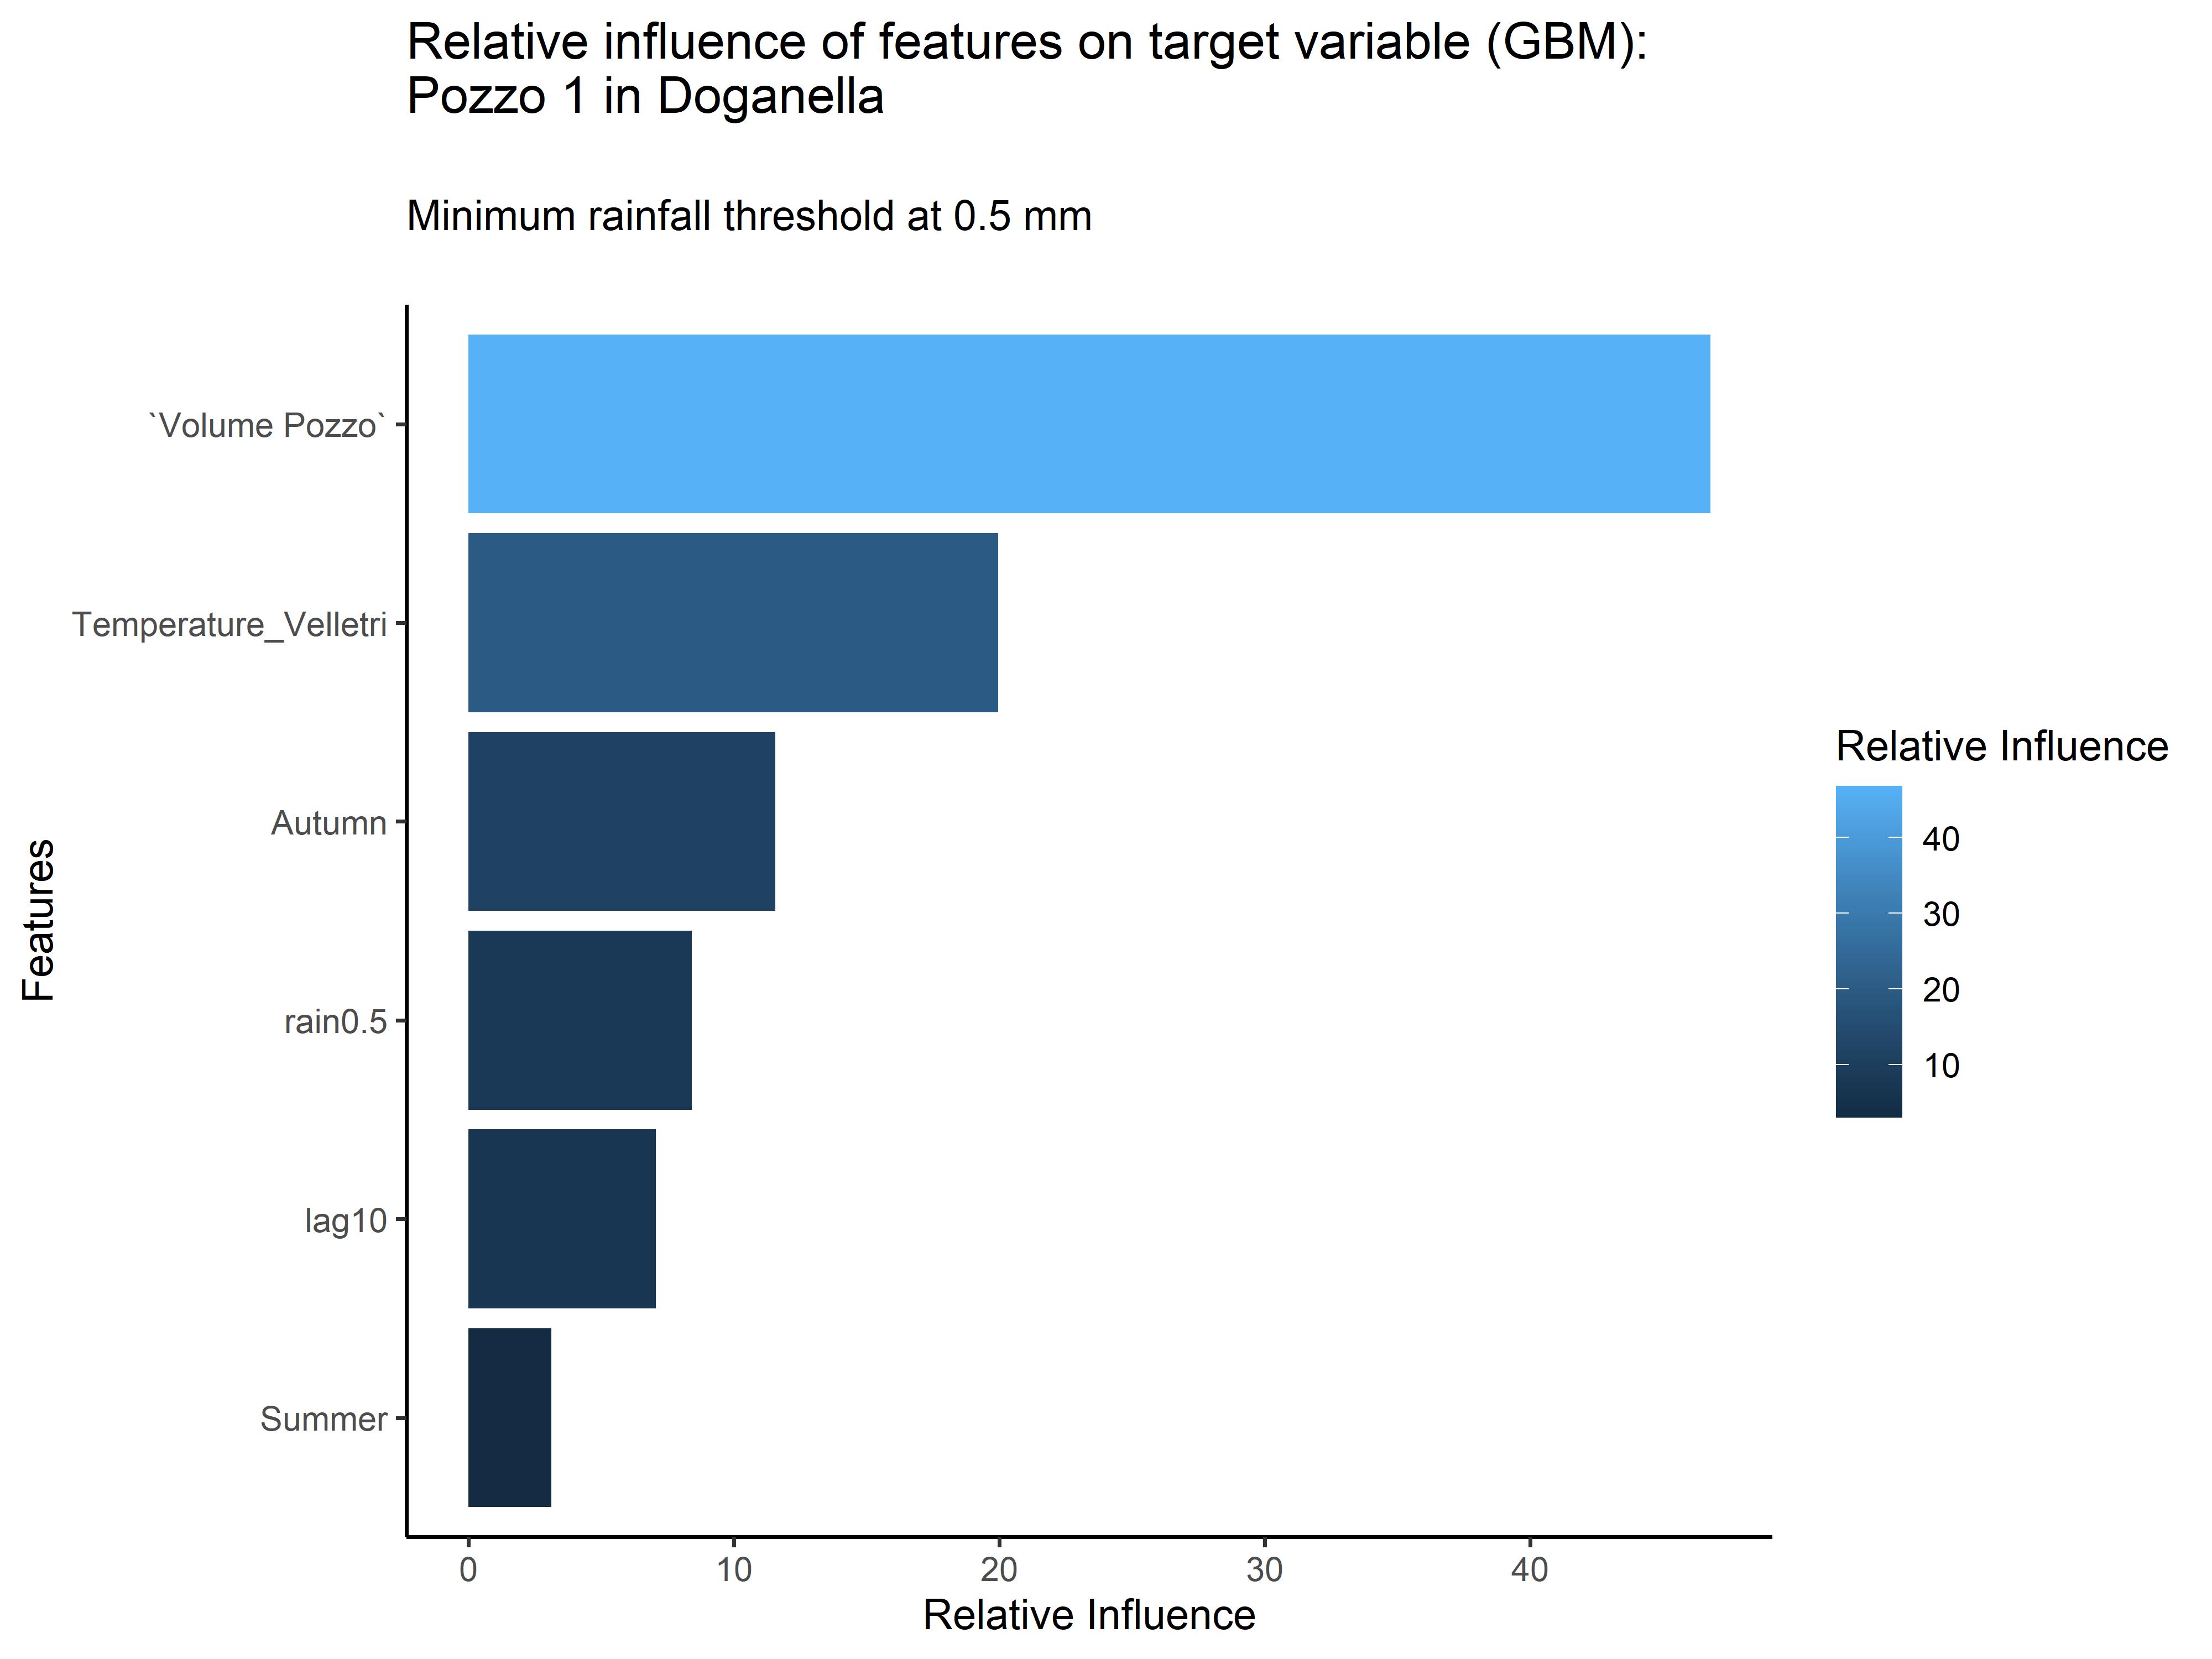 Relative influence of features on target variable (GBM):
Pozzo 1 in Doganella
Minimum rainfall threshold at 0.5 mm
Features
`Volume Pozzo`
Temperature_Velletri
Autumn
rain0.5
lag10
Summer
0 10 20 30 40
Relative Influence
Relative Influence
40
30
20
10